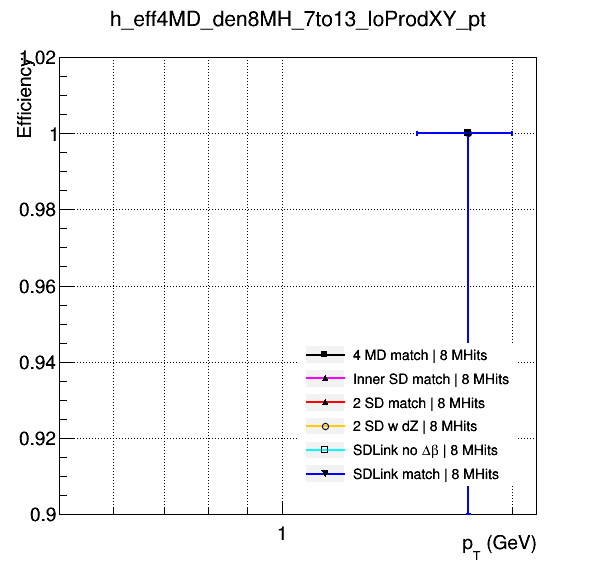 h_eff4MD_den8MH_7to13_loProdXY_pt
Efficiency
1.02
1
0.98
0.96
0.94
0.92
0.9
4 MD match | 8 MHits
Inner SD match | 8 MHits
2 SD match | 8 MHits
2 SD w dZ | 8 MHits
SDLink no Δβ | 8 MHits
SDLink match | 8 MHits
1
p_T (GeV)